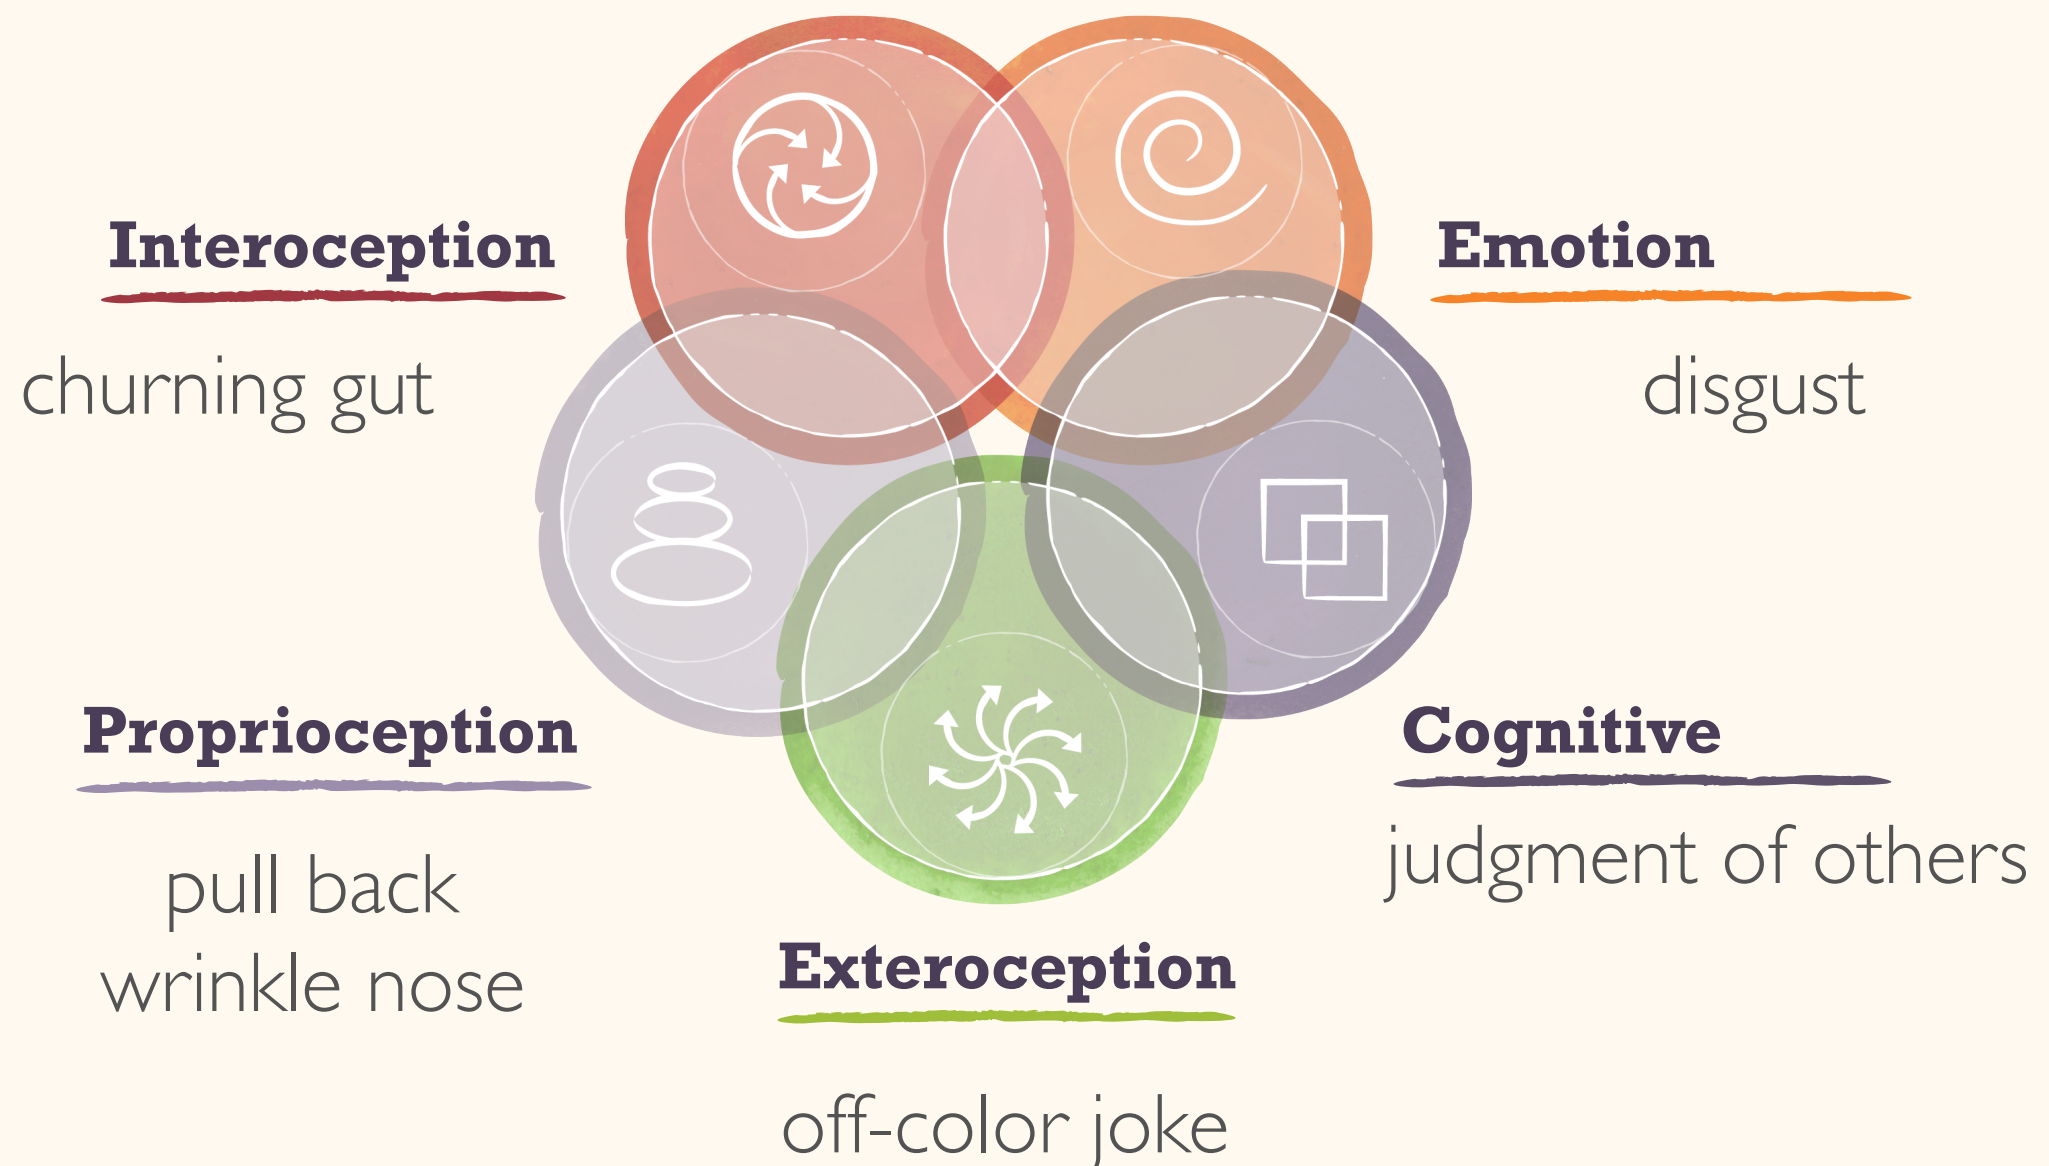 Interoception
churning gut
Emotion
disgust
Proprioception
pull back
wrinkle nose
Cognitive
judgment of others
Exteroception
off-color joke